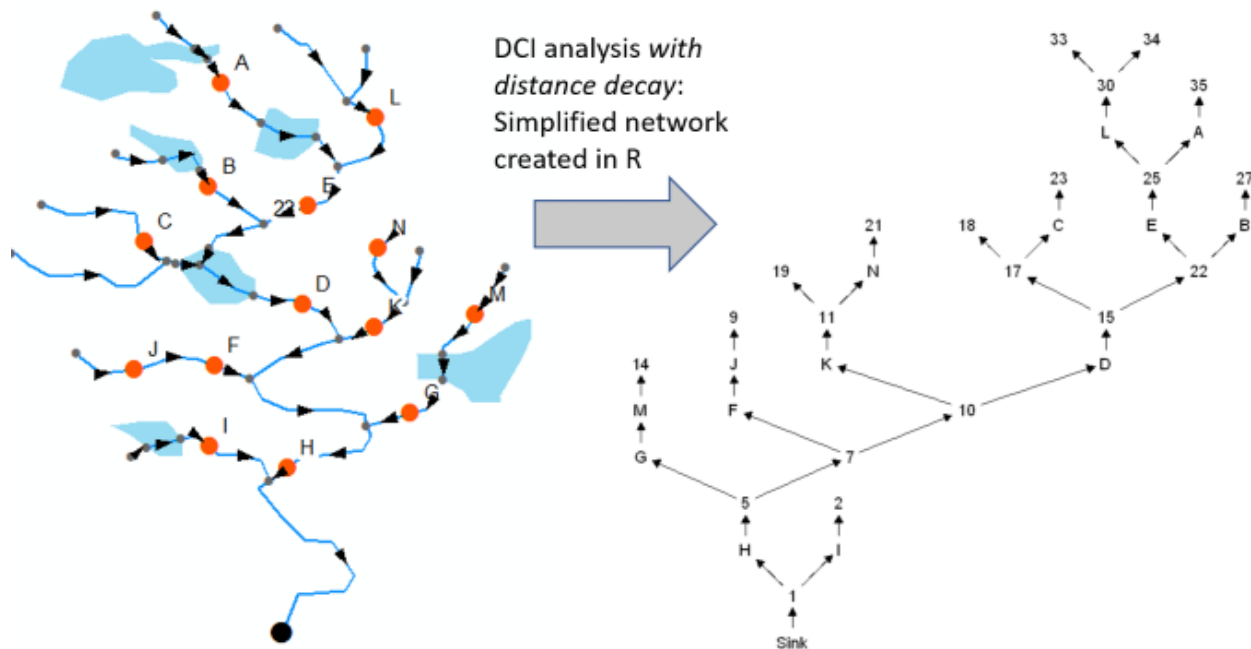 DCI analysis with
distance decay:
Simplified network
created in R
A
L
B
E
23
C
N
D
K
M
J
F
G
I
H
33
34
30
35
L
A
23
25
27
21
18
C
E
B
19
N
17
22
9
11
15
14
J
K
D
M
F
10
G
7
5
2
H
I
1
Sink